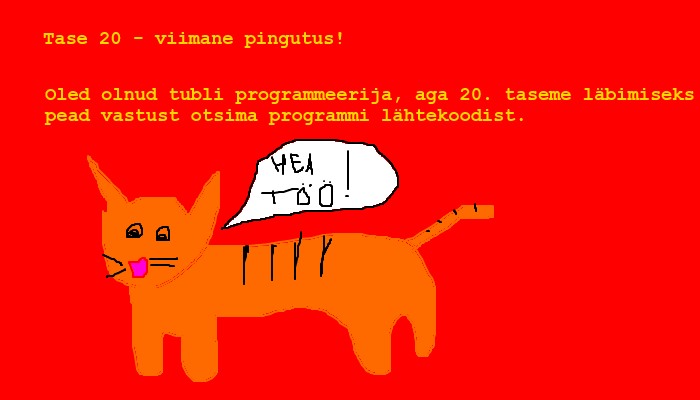 Tase 20 - viimane pingutus!
Oled olnud tubli programmeerija, aga 20. taseme läbimiseks
pead vastust otsima programmi lähtekoodist.
HEA
TÖÖ!